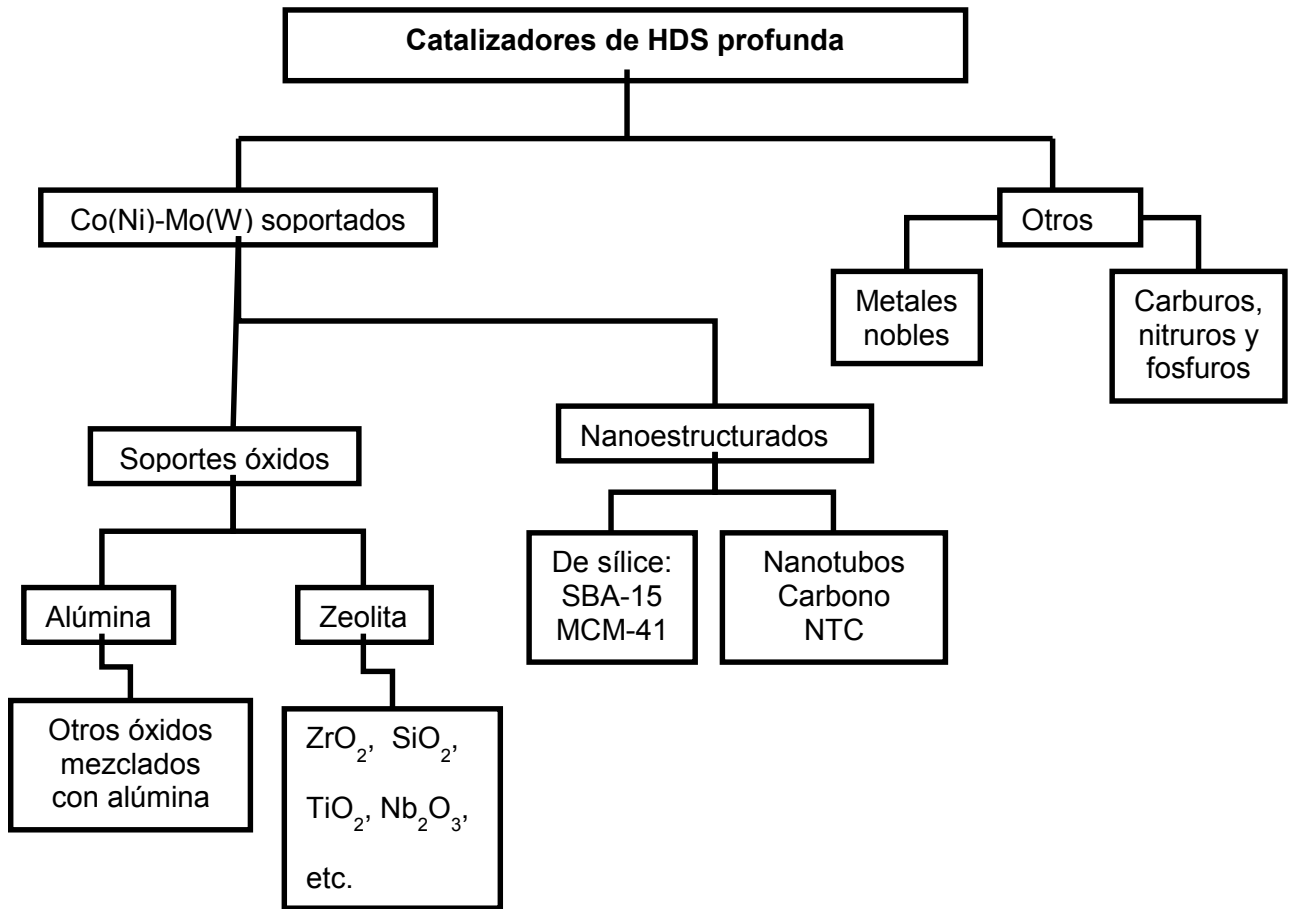 Catalizadores de HDS profunda
Co(Ni)-Mo(W) soportados
Otros
Metales
nobles
Carburos,
nitruros y
fosfuros
Soportes óxidos
Nanoestructurados
Alúmina
Zeolita
De sílice:
SBA-15
MCM-41
Nanotubos
Carbono
NTC
Otros óxidos
mezclados
con alúmina
ZrO₂, SiO₂,
TiO₂, Nb₂O₃,
etc.